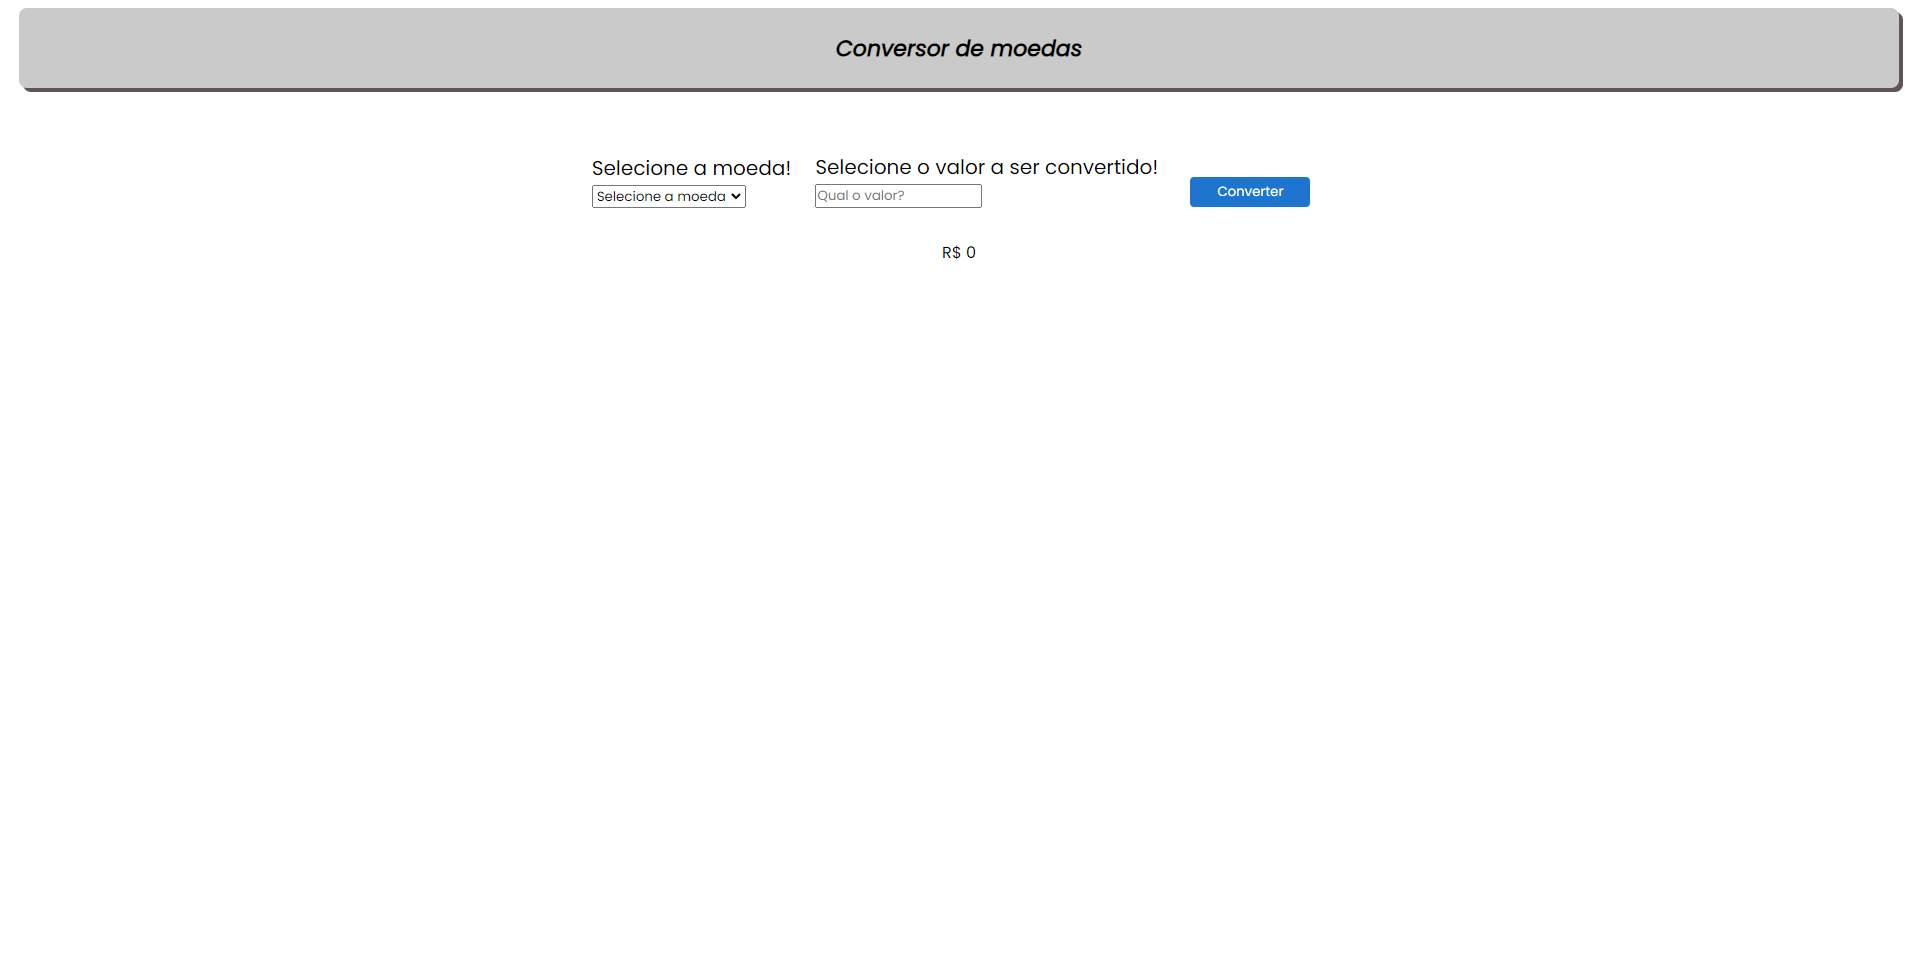 Conversor de moedas
Selecione a moeda!
Selecione o valor a ser convertido!
Selecione a moeda
Qual o valor?
Converter
R$ 0